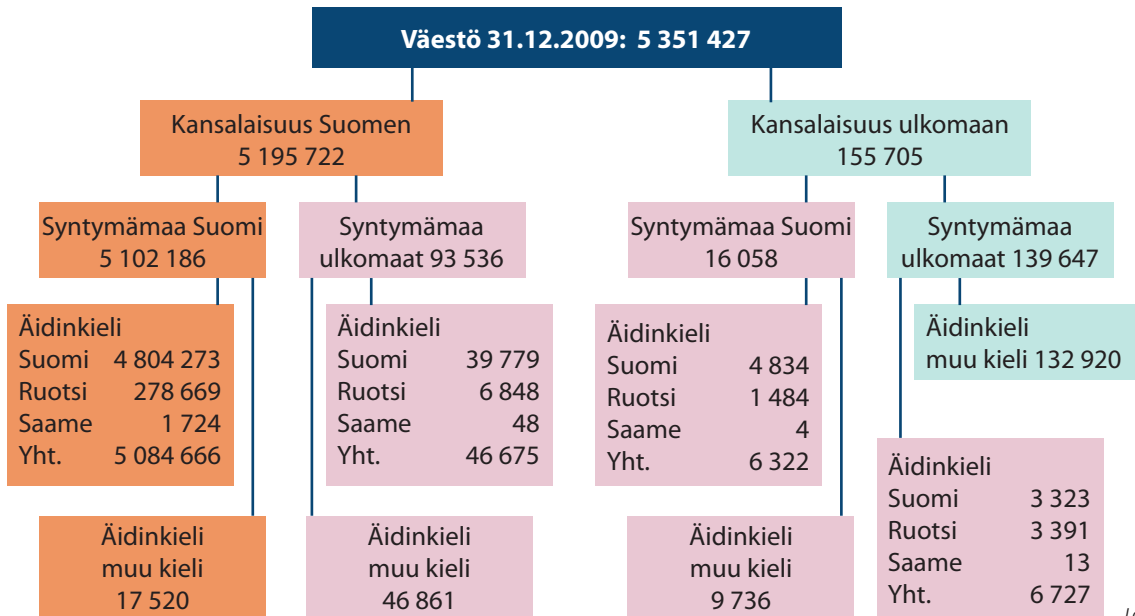 Väestö 31.12.2009: 5 351 427
Kansalaisuus Suomen
5 195 722
Kansalaisuus ulkomaan
155 705
Syntymämaa Suomi
5 102 186
Syntymämaa
ulkomaat 93 536
Syntymämaa Suomi
16 058
Syntymämaa
ulkomaat 139 647
Äidinkieli
Suomi 4 804 273
Ruotsi 278 669
Saame 1 724
Yht. 5 084 666
Äidinkieli
Suomi 39 779
Ruotsi 6 848
Saame 48
Yht. 46 675
Äidinkieli
Suomi 4 834
Ruotsi 1 484
Saame 4
Yht. 6 322
Äidinkieli
muu kieli 132 920
Äidinkieli
muu kieli
17 520
Äidinkieli
muu kieli
46 861
Äidinkieli
muu kieli
9 736
Äidinkieli
Suomi 3 323
Ruotsi 3 391
Saame 13
Yht. 6 727